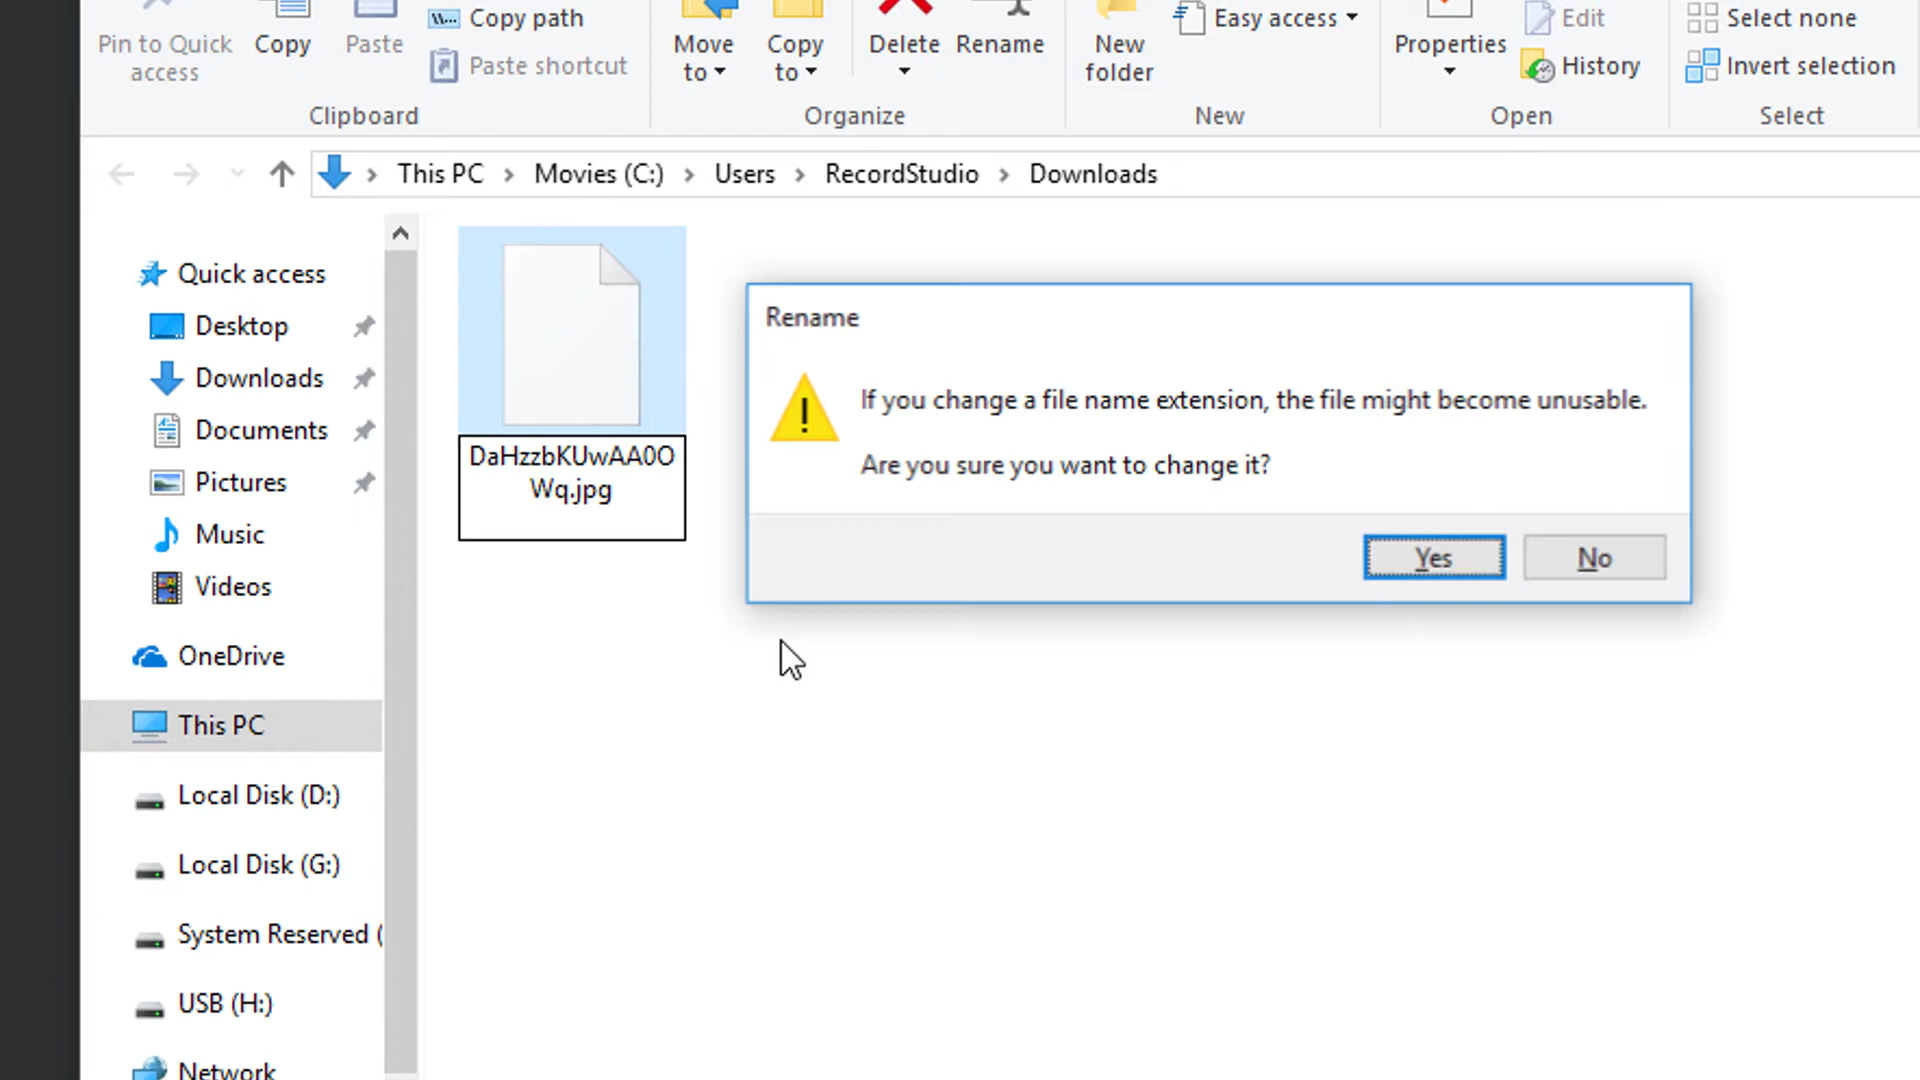 Pin to Quick
access
Copy
Paste
Copy path
Paste shortcut
Clipboard
Move
to
Copy
to
Delete
Rename
Organize
New
folder
Easy access
New
Properties
Edit
History
Open
Select none
Invert selection
Select
This PC
Movies (C:)
Users
RecordStudio
Downloads
Quick access
Desktop
Downloads
Documents
Pictures
Music
Videos
OneDrive
This PC
Local Disk (D:)
Local Disk (G:)
System Reserved (
USB (H:)
Network
DaHzzbKUwAA0O
Wq.jpg
Rename
If you change a file name extension, the file might become unusable.
Are you sure you want to change it?
Yes
No